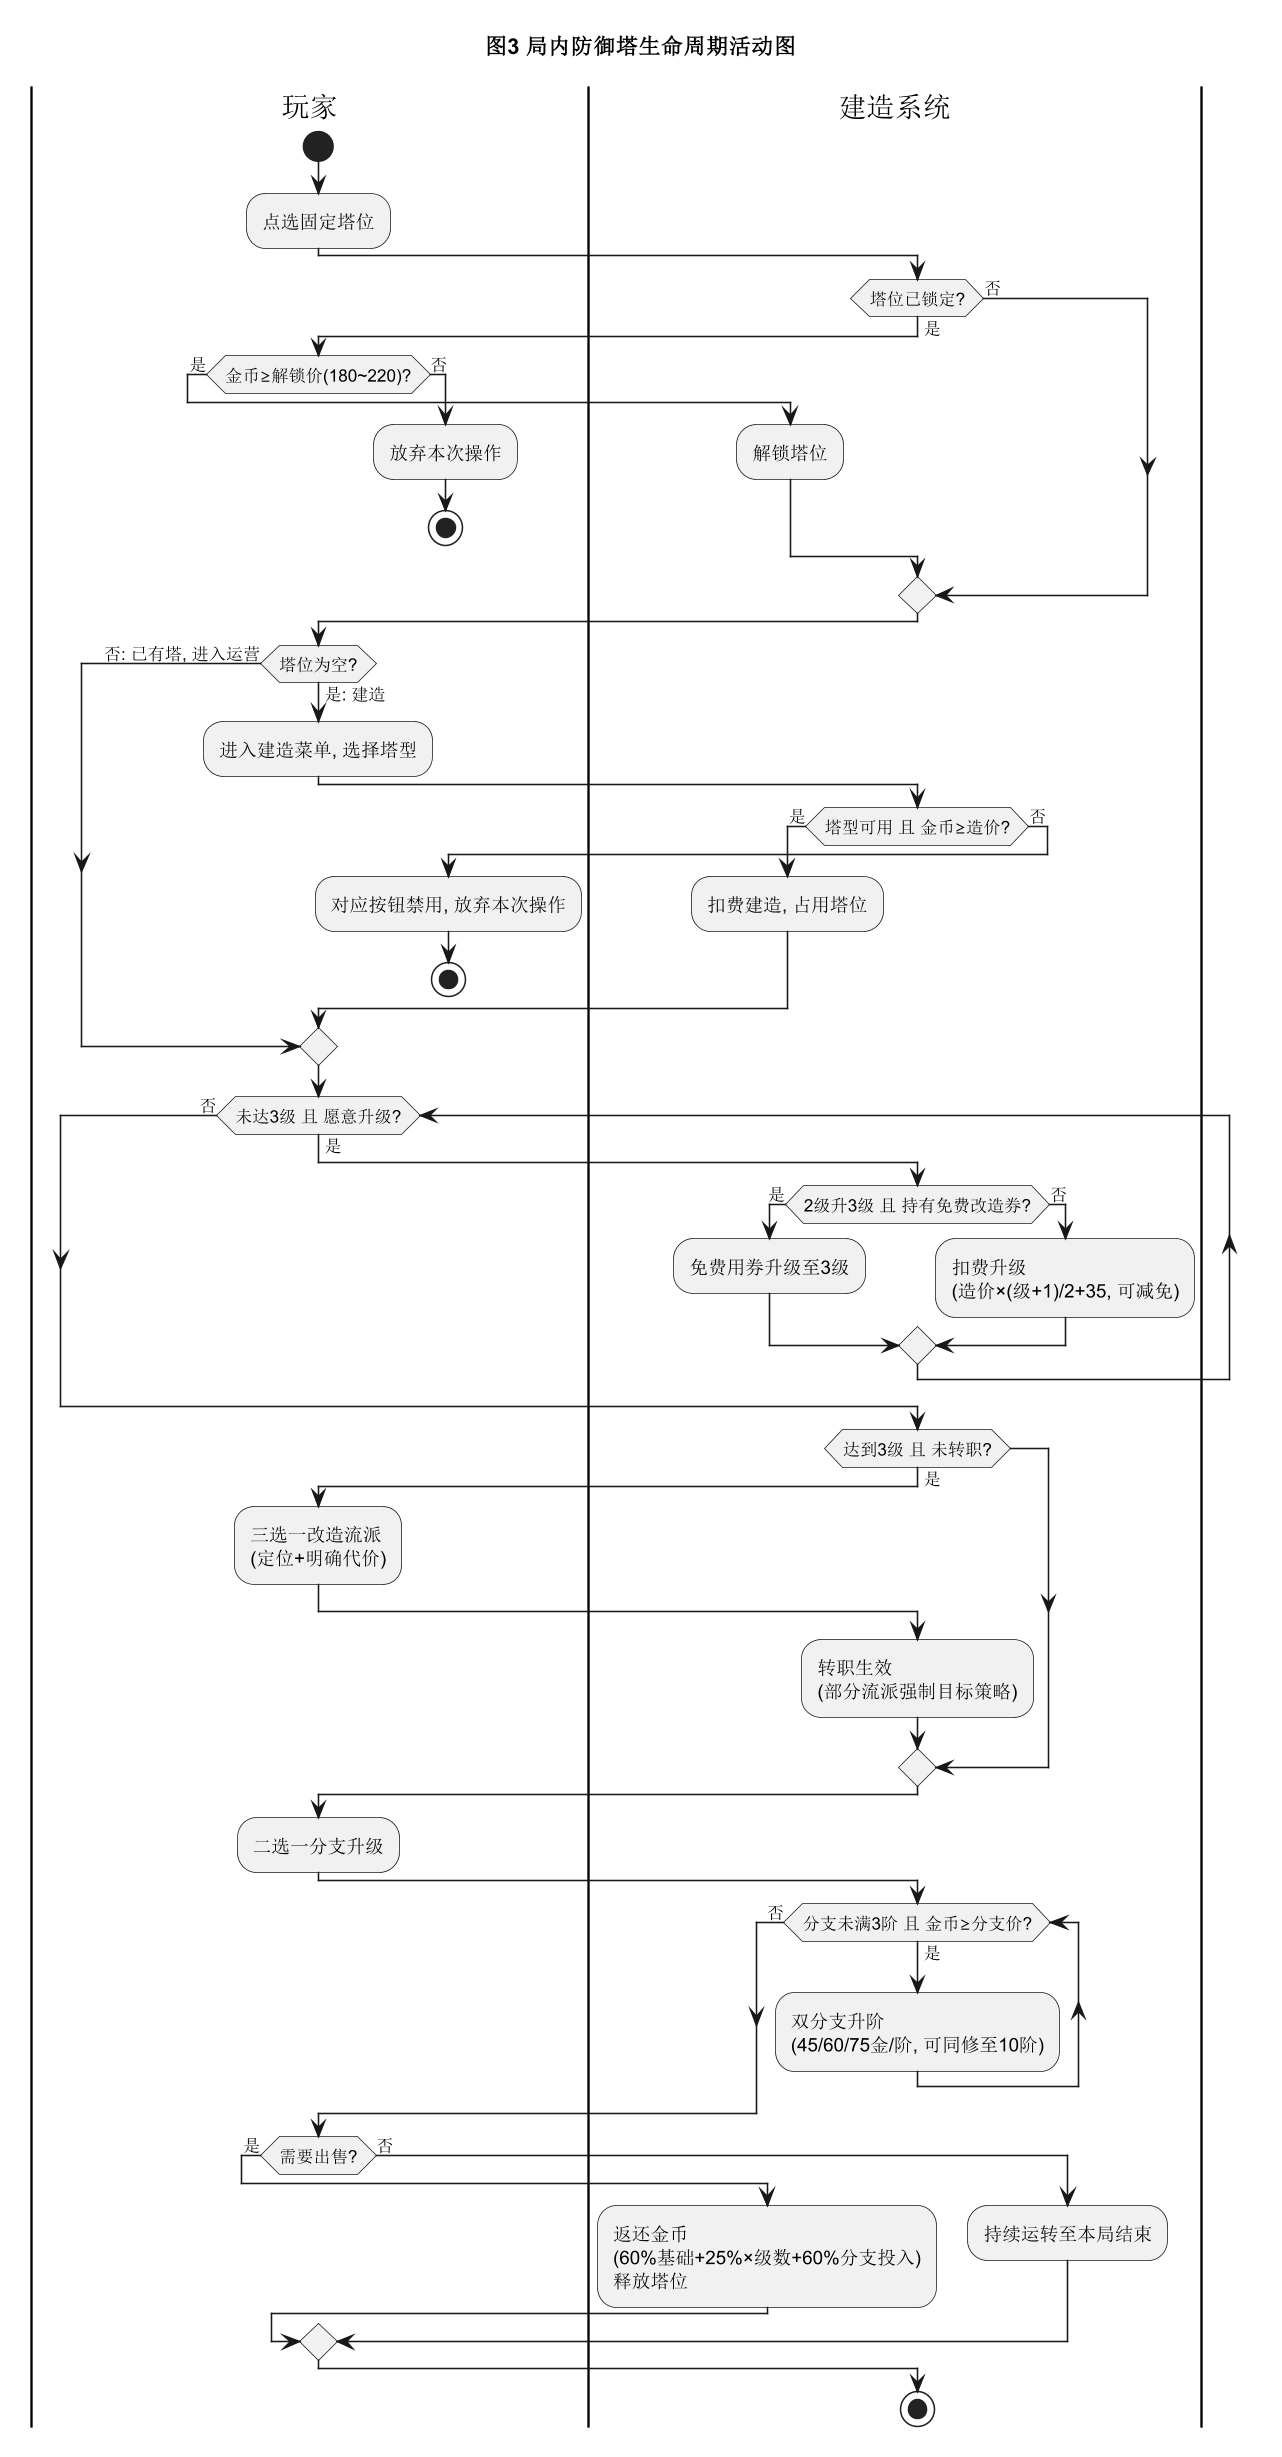 图3 局内防御塔生命周期活动图
玩家
建造系统
点选固定塔位
塔位已锁定?
否
是
金币≥解锁价(180~220)?
是
否
放弃本次操作
解锁塔位
塔位为空?
否: 已有塔, 进入运营
是: 建造
进入建造菜单, 选择塔型
塔型可用 且 金币≥造价?
是
否
对应按钮禁用, 放弃本次操作
扣费建造, 占用塔位
未达3级 且 愿意升级?
否
是
2级升3级 且 持有免费改造券?
是
否
免费用券升级至3级
扣费升级
(造价×(级+1)/2+35, 可减免)
达到3级 且 未转职?
是
三选一改造流派
(定位+明确代价)
转职生效
(部分流派强制目标策略)
二选一分支升级
分支未满3阶 且 金币≥分支价?
否
是
双分支升阶
(45/60/75金/阶, 可同修至10阶)
需要出售?
是
否
返还金币
(60%基础+25%×级数+60%分支投入)
释放塔位
持续运转至本局结束